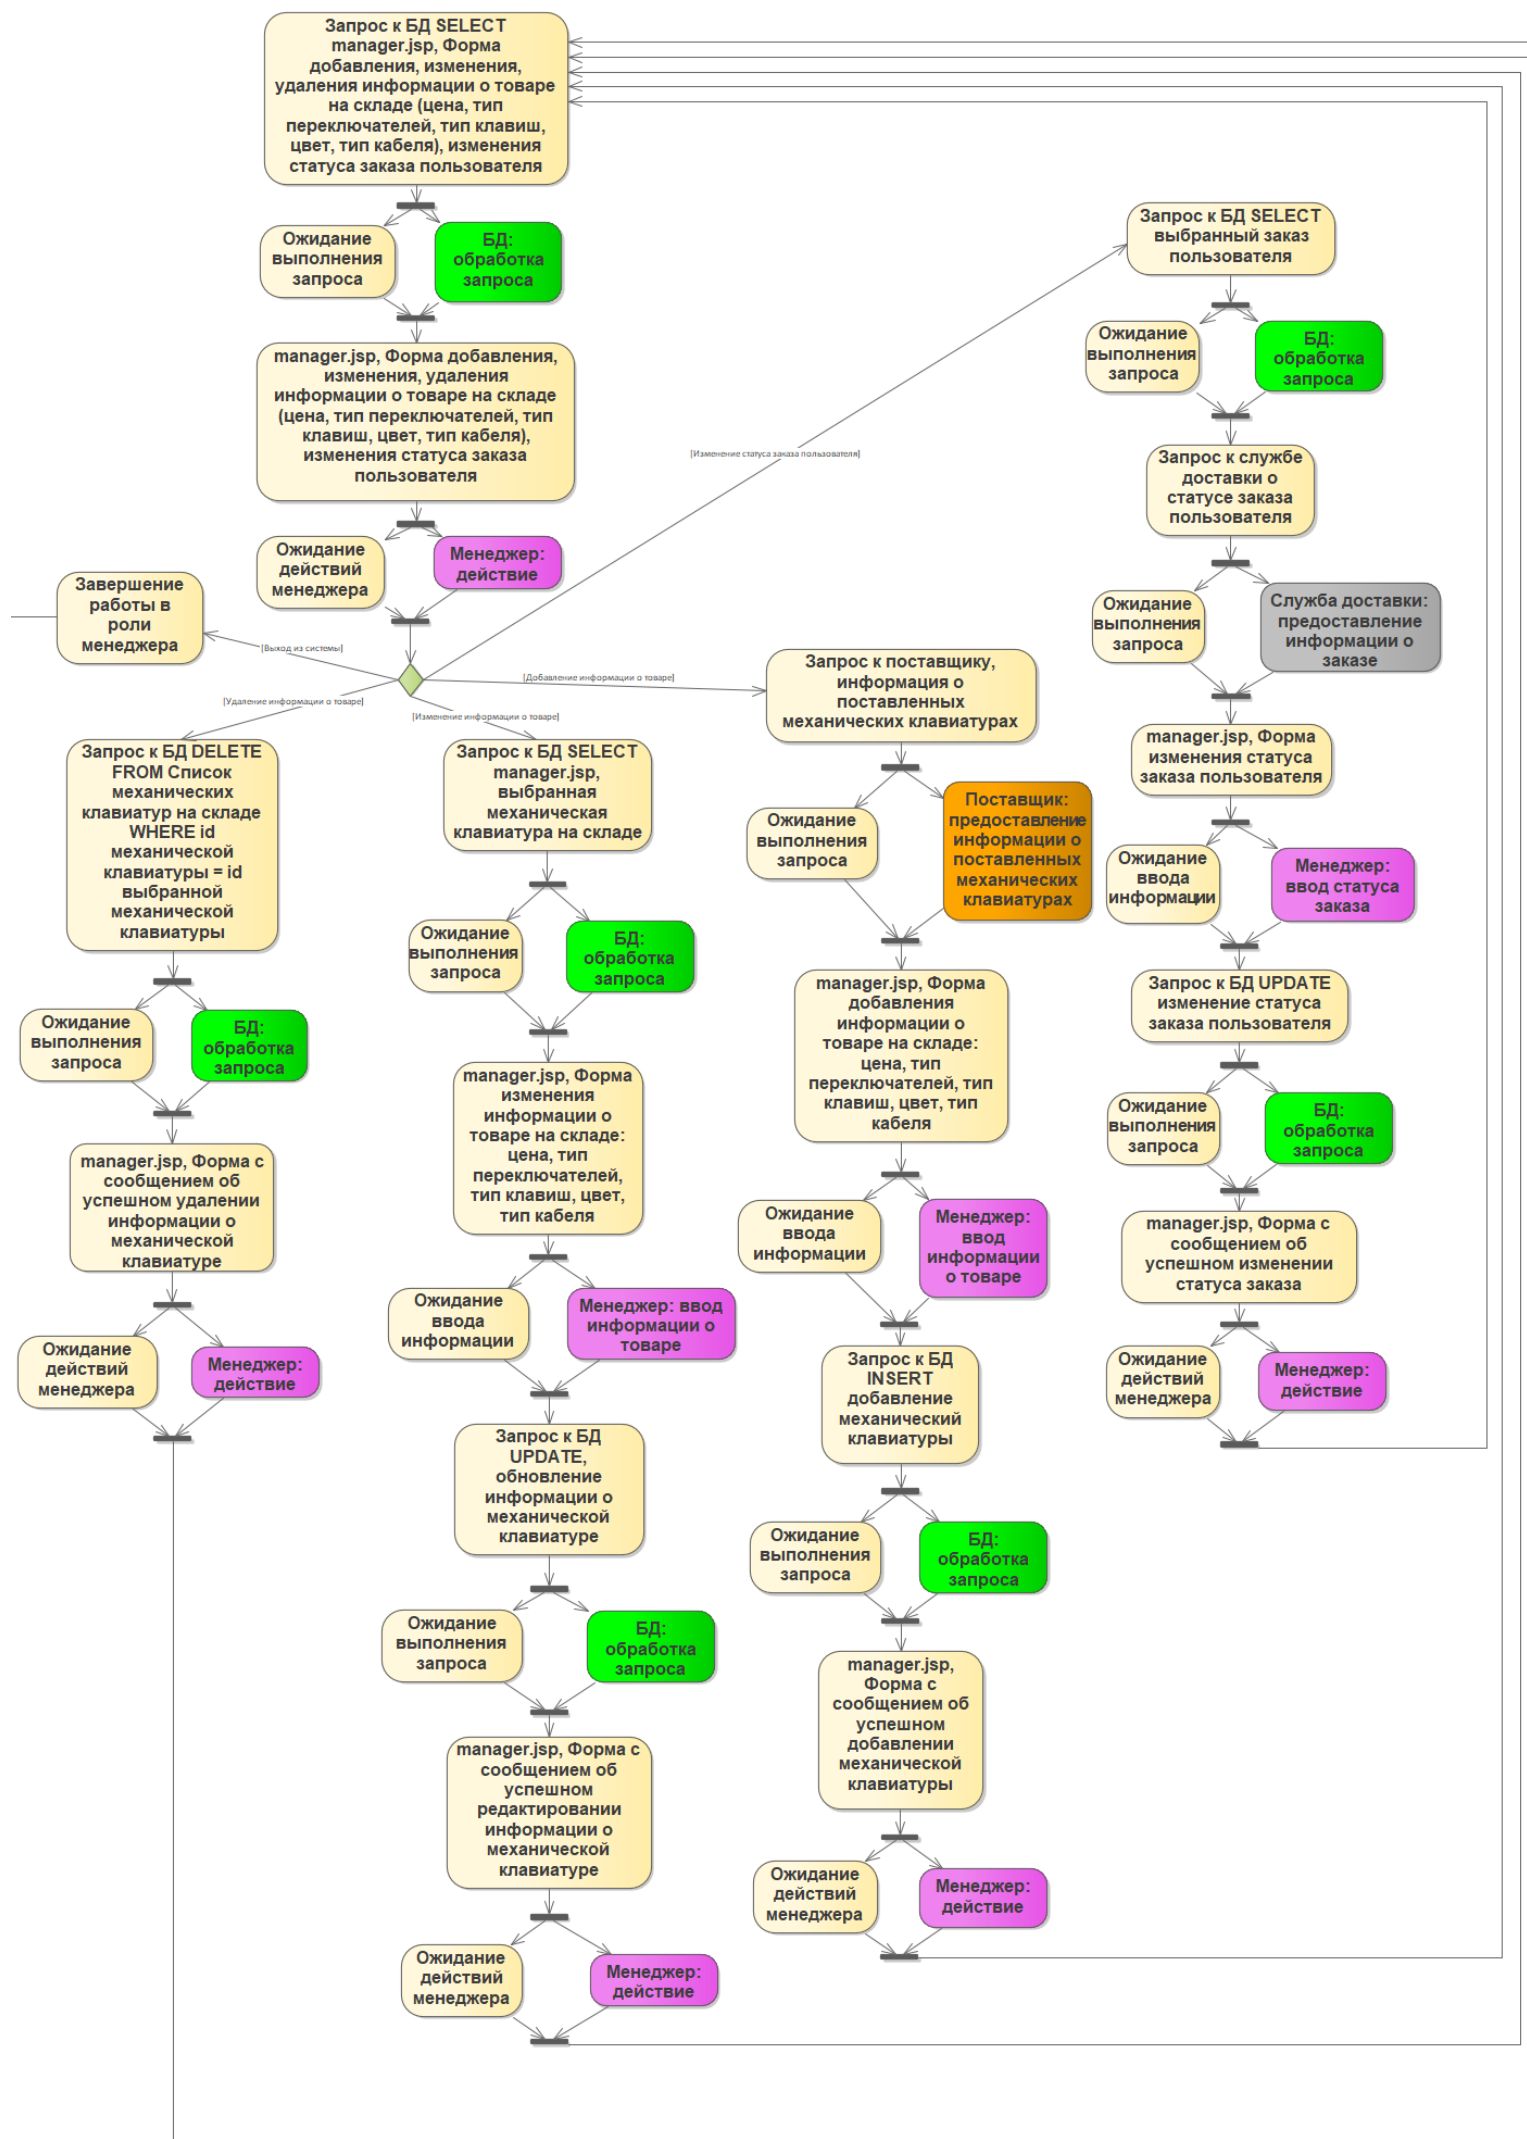 Запрос к БД SELECT
manager.jsp, Форма
добавления, изменения,
удаления информации о товаре
на складе (цена, тип
переключателей, тип клавиш,
цвет, тип кабеля), изменения
статуса заказа пользователя
Ожидание
выполнения
запроса
БД:
обработка
запроса
manager.jsp, Форма добавления,
изменения, удаления
информации о товаре на складе
(цена, тип переключателей, тип
клавиш, цвет, тип кабеля),
изменения статуса заказа
пользователя
Ожидание
действий
менеджера
Менеджер:
действие
Завершение
работы в
роли
менеджера
[Выход из системы]
[Удаление информации о товаре]
[Изменение информации о товаре]
[Добавление информации о товаре]
[Изменение статуса заказа пользователя]
Запрос к БД DELETE
FROM Список
механических
клавиатур на складе
WHERE id
механической
клавиатуры = id
выбранной
механической
клавиатуры
Ожидание
выполнения
запроса
БД:
обработка
запроса
manager.jsp, Форма с
сообщением об
успешном удалении
информации о
механической
клавиатуре
Ожидание
действий
менеджера
Менеджер:
действие
Запрос к БД SELECT
manager.jsp,
выбранная
механическая
клавиатура на складе
Ожидание
выполнения
запроса
БД:
обработка
запроса
manager.jsp, Форма
изменения
информации о
товаре на складе:
цена, тип
переключателей,
тип клавиш, цвет,
тип кабеля
Ожидание
ввода
информации
Менеджер: ввод
информации о
товаре
Запрос к БД
UPDATE,
обновление
информации о
механической
клавиатуре
Ожидание
выполнения
запроса
БД:
обработка
запроса
manager.jsp, Форма с
сообщением об
успешном
редактировании
информации о
механической
клавиатуре
Ожидание
действий
менеджера
Менеджер:
действие
Запрос к поставщику,
информация о
поставленных
механических клавиатурах
Ожидание
выполнения
запроса
Поставщик:
предоставление
информации о
поставленных
механических
клавиатурах
manager.jsp, Форма
добавления
информации о
товаре на складе:
цена, тип
переключателей, тип
клавиш, цвет, тип
кабеля
Ожидание
ввода
информации
Менеджер:
ввод
информации
о товаре
Запрос к БД
INSERT
добавление
механический
клавиатуры
Ожидание
выполнения
запроса
БД:
обработка
запроса
manager.jsp,
Форма с
сообщением об
успешном
добавлении
механической
клавиатуры
Ожидание
действий
менеджера
Менеджер:
действие
Запрос к БД SELECT
выбранный заказ
пользователя
Ожидание
выполнения
запроса
БД:
обработка
запроса
Запрос к службе
доставки о
статусе заказа
пользователя
Ожидание
выполнения
запроса
Служба доставки:
предоставление
информации о
заказе
manager.jsp, Форма
изменения статуса
заказа пользователя
Ожидание
ввода
информации
Менеджер:
ввод статуса
заказа
Запрос к БД UPDATE
изменение статуса
заказа пользователя
Ожидание
выполнения
запроса
БД:
обработка
запроса
manager.jsp, Форма с
сообщением об
успешном изменении
статуса заказа
Ожидание
действий
менеджера
Менеджер:
действие